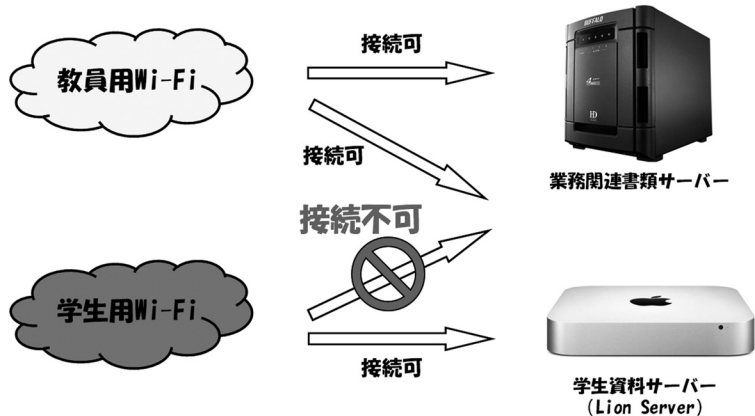 接続可
教員用Wi-Fi
BUFFALO
接続可
業務関連書類サーバー
接続不可
学生用Wi-Fi
接続可
学生資料サーバー
(Lion Server)